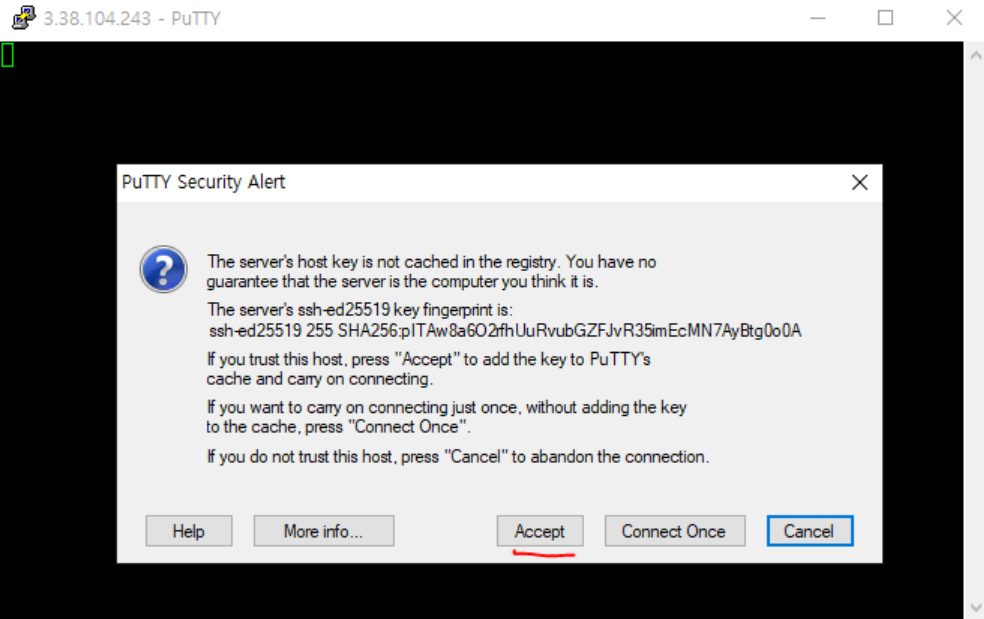 3.38.104.243 - PuTTY
PuTTY Security Alert
The server's host key is not cached in the registry. You have no
guarantee that the server is the computer you think it is.
The server's ssh-ed25519 key fingerprint is:
ssh-ed25519 255 SHA256:pITAw8a6O2rfhUuRvubGZFJvR35imEcMN7AyBtg0o0A
If you trust this host, press "Accept" to add the key to PuTTY's
cache and carry on connecting.
If you want to carry on connecting just once, without adding the key
to the cache, press "Connect Once".
If you do not trust this host, press "Cancel" to abandon the connection.
Help
More info...
Accept
Connect Once
Cancel